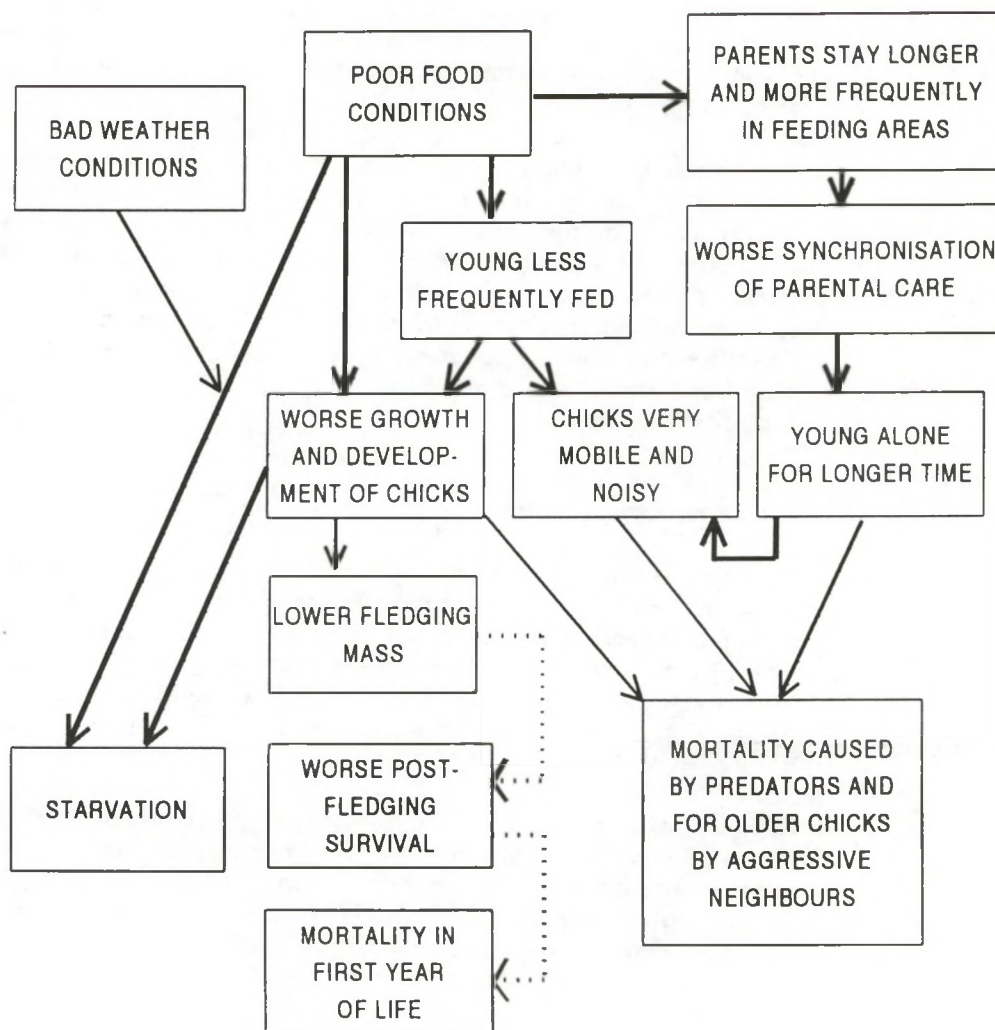 POOR FOOD
CONDITIONS
PARENTS STAY LONGER
AND MORE FREQUENTLY
IN FEEDING AREAS
BAD WEATHER
CONDITIONS
YOUNG LESS
FREQUENTLY FED
WORSE SYNCHRONISATION
OF PARENTAL CARE
WORSE GROWTH
AND DEVELOP-
MENT OF CHICKS
CHICKS VERY
MOBILE AND
NOISY
YOUNG ALONE
FOR LONGER TIME
LOWER FLEDGING
MASS
STARVATION
WORSE POST-
FLEDGING
SURVIVAL
MORTALITY CAUSED
BY PREDATORS AND
FOR OLDER CHICKS
BY AGGRESSIVE
NEIGHBOURS
MORTALITY IN
FIRST YEAR
OF LIFE